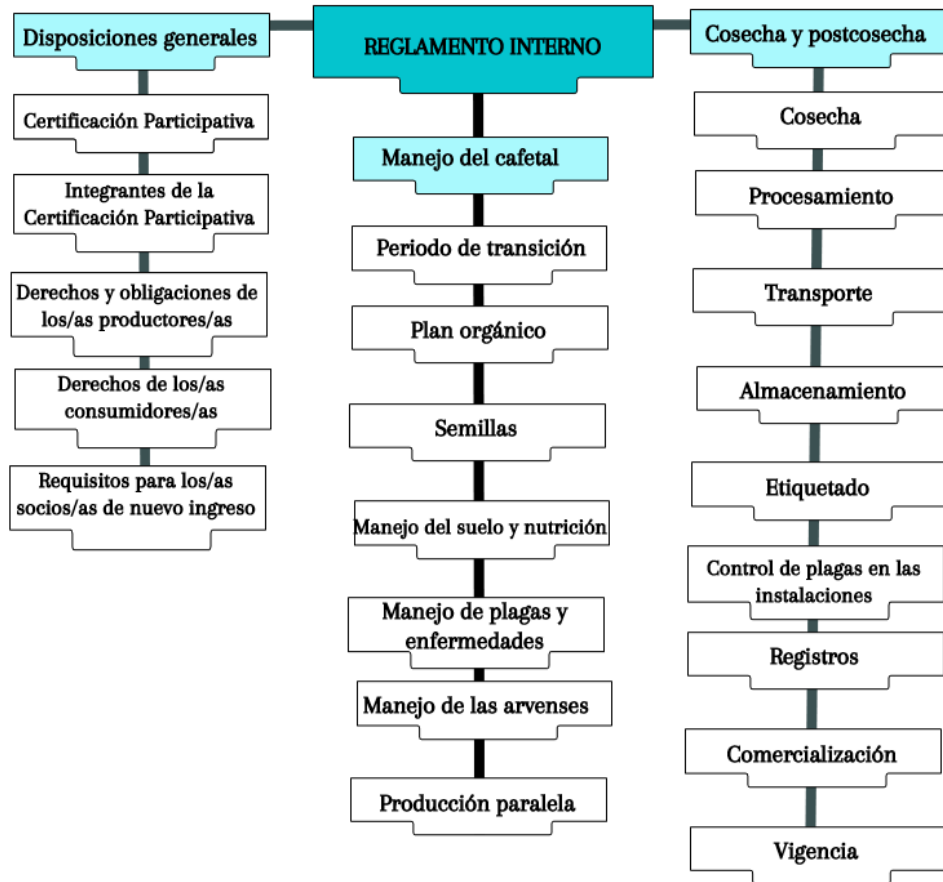 REGLAMENTO INTERNO
Disposiciones generales
Certificación Participativa
Integrantes de la
Certificación Participativa
Derechos y obligaciones de
los/as productores/as
Derechos de los/as
consumidores/as
Requisitos para los/as
socios/as de nuevo ingreso
Manejo del cafetal
Periodo de transición
Plan orgánico
Semillas
Manejo del suelo y nutrición
Manejo de plagas y
enfermedades
Manejo de las arvenses
Producción paralela
Cosecha y postcosecha
Cosecha
Procesamiento
Transporte
Almacenamiento
Etiquetado
Control de plagas en las
instalaciones
Registros
Comercialización
Vigencia